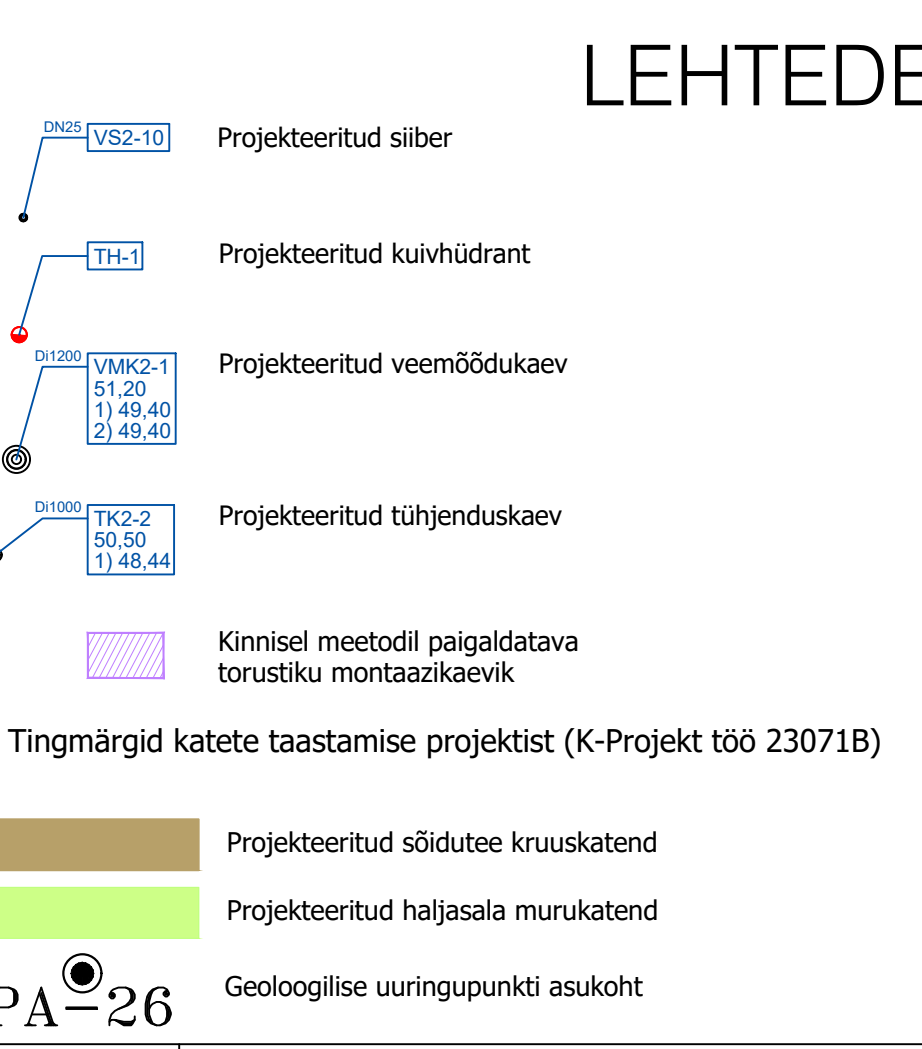 LEHTEDE
DN25 VS2-10 Projekteeritud siiber
TH-1 Projekteeritud kuivhüdrant
Di1200 VMK2-1 Projekteeritud veemõõdukaev
51,20
1) 49,40
2) 49,40
Di1000 TK2-2 Projekteeritud tühjenduskaev
50,50
1) 48,44
Kinnisel meetodil paigaldatava
torustiku montaazikaevik
Tingmärgid katete taastamise projektist (K-Projekt töö 23071B)
Projekteeritud sõidutee kruuskatend
Projekteeritud haljasala murukatend
PA-26 Geoloogilise uuringupunkti asukoht